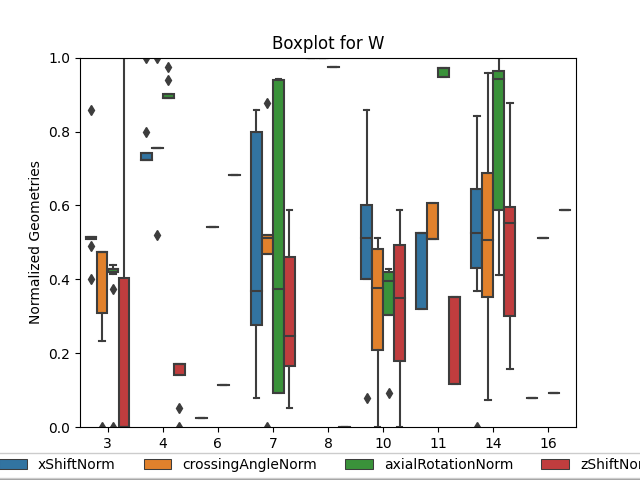 Boxplot for W
Normalized Geometries
1.0
0.8
0.6
0.4
0.2
0.0
3 4 6 7 8 10 11 14 16
xShiftNorm crossingAngleNorm axialRotationNorm zShiftNor